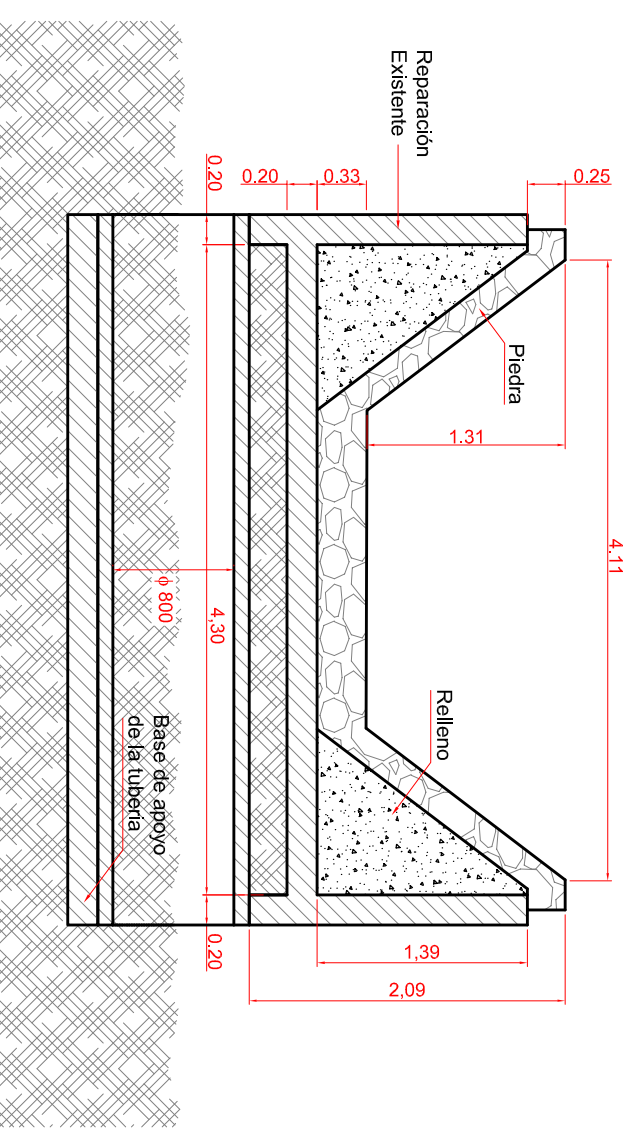 Reparación
Existente
0.20
0.20
0.33
0.25
Piedra
1.31
4.11
ϕ 800
4,30
Relleno
Base de apoyo
de la tubería
0.20
1,39
2,09